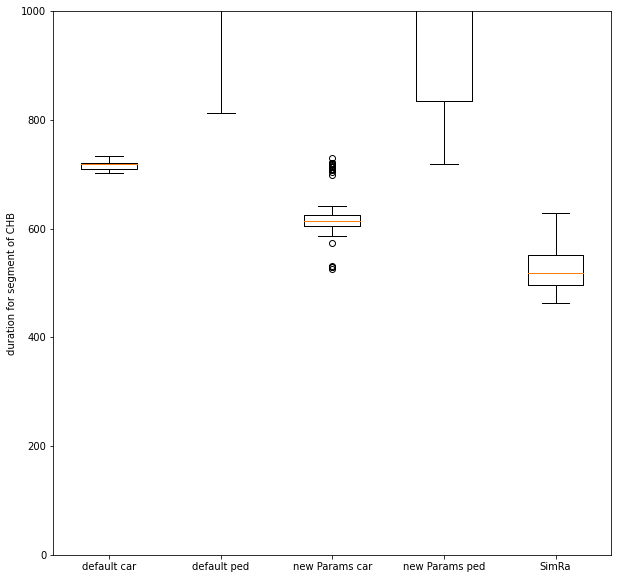 1000
800
600
400
200
0
duration for segment of CHB
default car
default ped
new Params car
new Params ped
SimRa